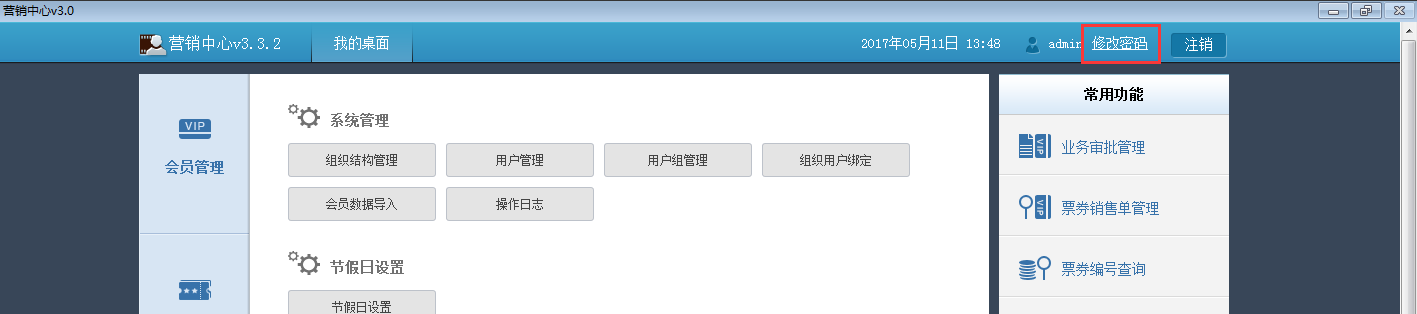 营销中心v3.0
营销中心v3.3.2 我的桌面 2017年05月11日 13:48 admin 修改密码 注销
VIP
会员管理
系统管理
组织结构管理 用户管理 用户组管理 组织用户绑定
会员数据导入 操作日志
节假日设置
节假日设置
常用功能
VIP 业务审批管理
VIP 票券销售单管理
票券编号查询